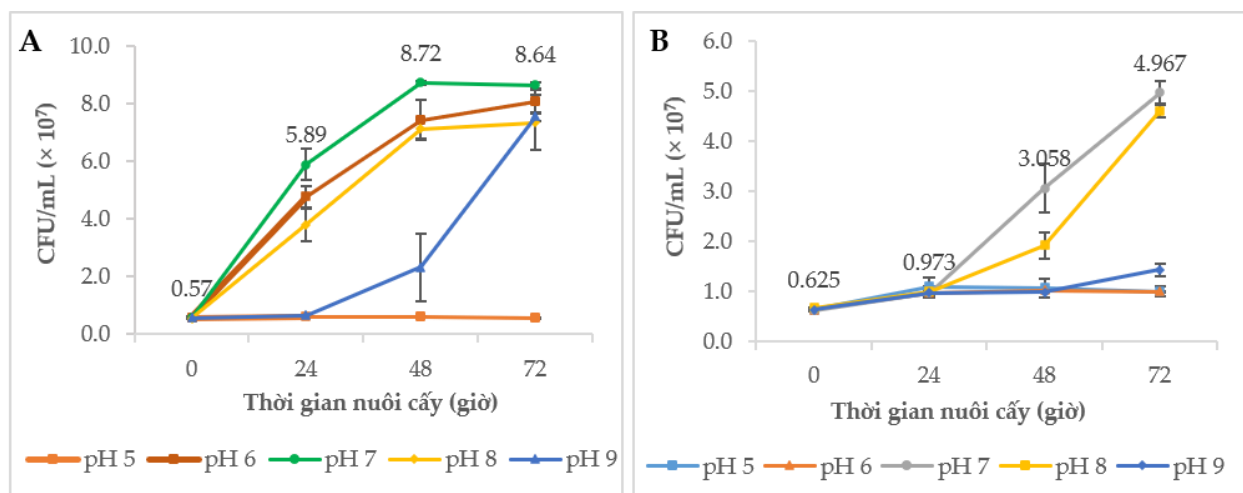 A
CFU/mL (× 10⁷)
10.0
8.0
6.0
4.0
2.0
0.0
0.57
5.89
8.72
8.64
0 24 48 72
Thời gian nuôi cấy (giờ)
pH 5 pH 6 pH 7 pH 8 pH 9
B
CFU/mL (× 10⁷)
6.0
5.0
4.0
3.0
2.0
1.0
0.0
0.625
0.973
3.058
4.967
0 24 48 72
Thời gian nuôi cấy (giờ)
pH 5 pH 6 pH 7 pH 8 pH 9